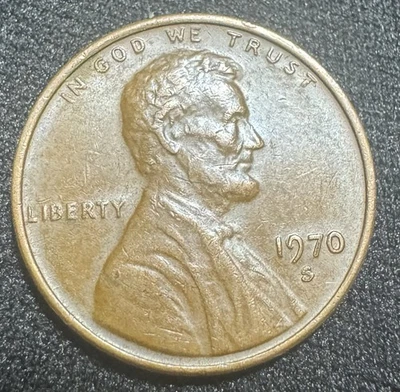 IN GOD WE TRUST
LIBERTY
1970
S